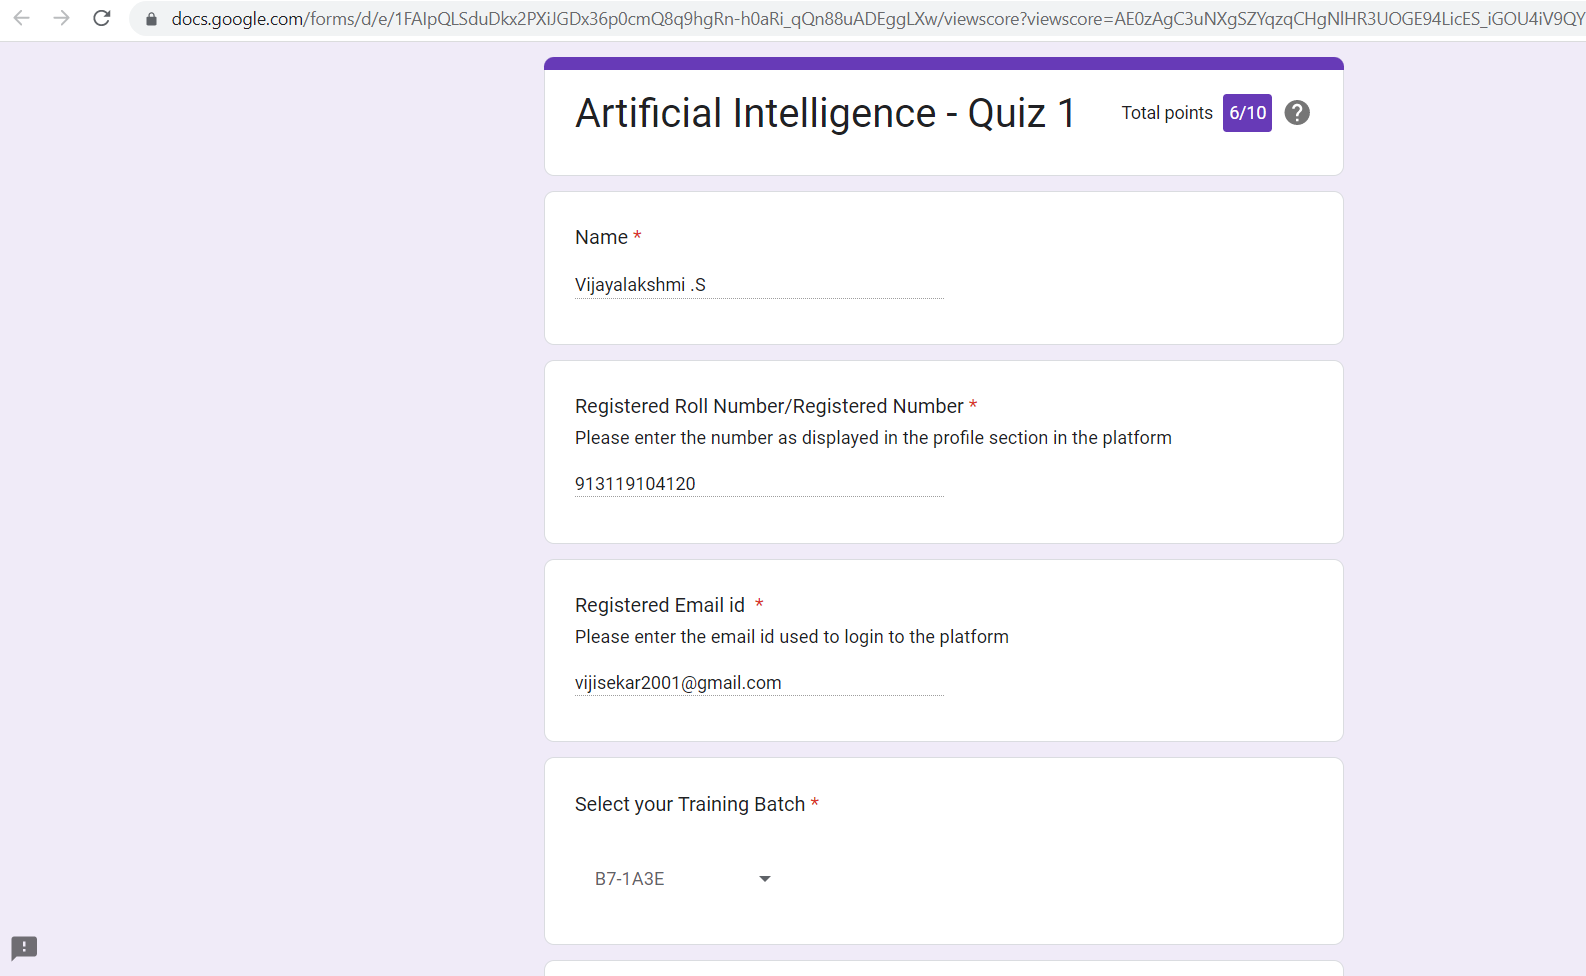 docs.google.com/forms/d/e/1FAIpQLSduDkx2PXiJGDx36p0cmQ8q9hgRn-h0aRi_qQn88uADEggLXw/viewscore?viewscore=AE0zAgC3uNXgSZYqzqCHgNlHR3UOGE94LicES_iGOU4iV9QY
Artificial Intelligence - Quiz 1 Total points 6/10
Name *
Vijayalakshmi .S
Registered Roll Number/Registered Number *
Please enter the number as displayed in the profile section in the platform
913119104120
Registered Email id *
Please enter the email id used to login to the platform
vijisekar2001@gmail.com
Select your Training Batch *
B7-1A3E